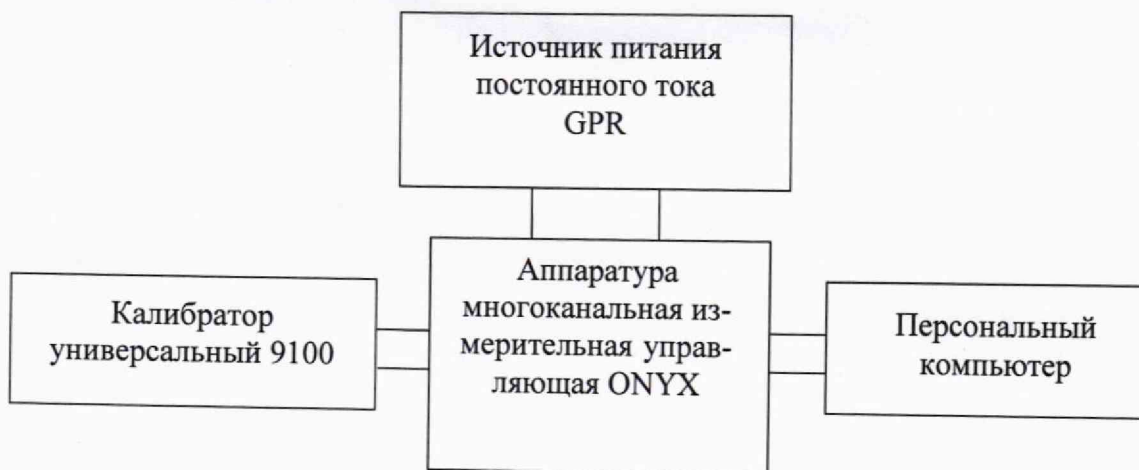 Источник питания
постоянного тока
GPR
Аппаратура
многоканальная из-
мерительная управ-
ляющая ONYX
Калибратор
универсальный 9100
Персональный
компьютер